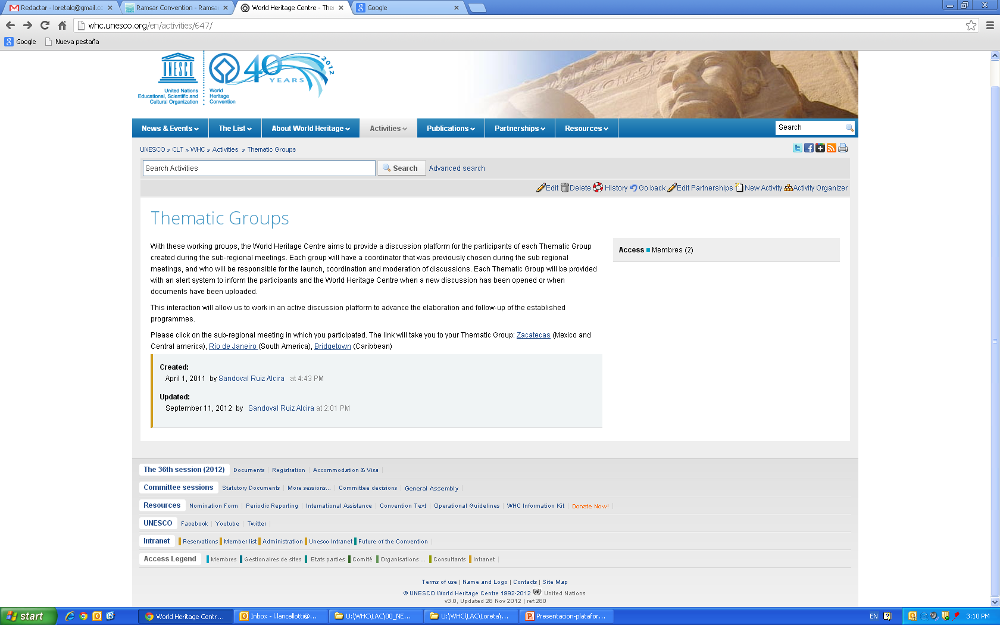 Redactar - loretalq@gmail.cc
Ramsar Convention - Ramsa
World Heritage Centre - The
Google
whc.unesco.org/en/activities/647/
Google
Nueva pestaña
UNESCO
United Nations
Educational, Scientific and
Cultural Organization
World
Heritage
Convention
40
YEARS
2012
News & Events
The List
About World Heritage
Activities
Publications
Partnerships
Resources
Search
UNESCO » CLT » WHC » Activities » Thematic Groups
Search Activities
Search
Advanced search
Edit Delete History Go back Edit Partnerships New Activity Activity Organizer
Thematic Groups
With these working groups, the World Heritage Centre aims to provide a discussion platform for the participants of each Thematic Group
created during the sub-regional meetings. Each group will have a coordinator that was previously chosen during the sub regional
meetings, and who will be responsible for the launch, coordination and moderation of discussions. Each Thematic Group will be provided
with an alert system to inform the participants and the World Heritage Centre when a new discussion has been opened or when
documents have been uploaded.
This interaction will allow us to work in an active discussion platform to advance the elaboration and follow-up of the established
programmes.
Please click on the sub-regional meeting in which you participated. The link will take you to your Thematic Group: Zacatecas (Mexico and
Central america), Río de Janeiro (South America), Bridgetown (Caribbean)
Access Membres (2)
Created:
April 1, 2011 by Sandoval Ruiz Alcira at 4:43 PM
Updated:
September 11, 2012 by Sandoval Ruiz Alcira at 2:01 PM
The 36th session (2012) Documents | Registration | Accommodation & Visa |
Committee sessions Statutory Documents | More sessions... | Committee decisions | General Assembly |
Resources Nomination Form | Periodic Reporting | International Assistance | Convention Text | Operational Guidelines | WHC Information Kit | Donate Now! |
UNESCO Facebook | Youtube | Twitter |
Intranet Reservations Member list Administration Unesco Intranet Future of the Convention |
Access Legend Membres Gestionaires de sites Etats parties Comité Organisations ... Consultants Intranet |
Terms of use | Name and Logo | Contacts | Site Map
© UNESCO World Heritage Centre 1992-2012 United Nations
v3.0, Updated 28 Nov 2012 | ref:280
start
World Heritage Centr...
Inbox - l.lancellotti@...
U:\WHC\LAC\00_NE...
U:\WHC\LAC\Loreta\...
Presentacion-platafor...
EN
3:10 PM